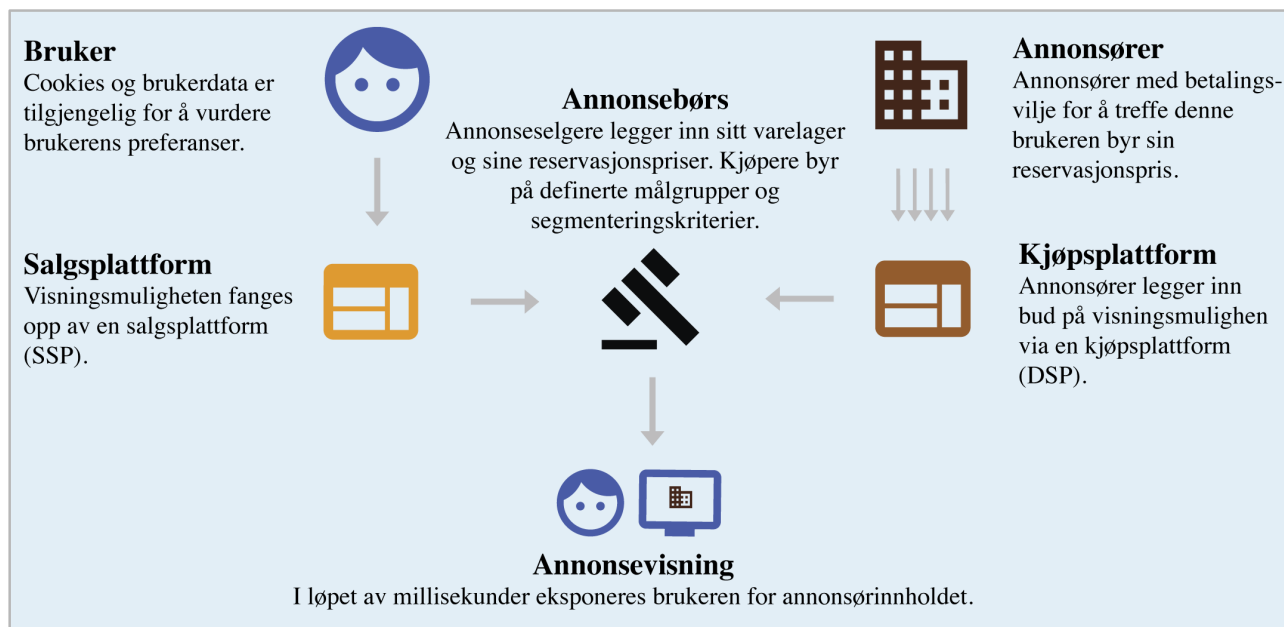 Bruker
Cookies og brukerdata er
tilgjengelig for å vurdere
brukerens preferanser.
Annonsebørs
Annonseselgere legger inn sitt varelager
og sine reservasjonspriser. Kjøpere byr
på definerte målgrupper og
segmenteringskriterier.
Annonsører
Annonsører med betalings-
vilje for å treffe denne
brukeren byr sin
reservasjonspris.
Salgsplattform
Visningsmuligheten fanges
opp av en salgsplattform
(SSP).
Kjøpsplattform
Annonsører legger inn
bud på visningsmulighen
via en kjøpsplattform
(DSP).
Annonsevisning
I løpet av millisekunder eksponeres brukeren for annonsørinnholdet.